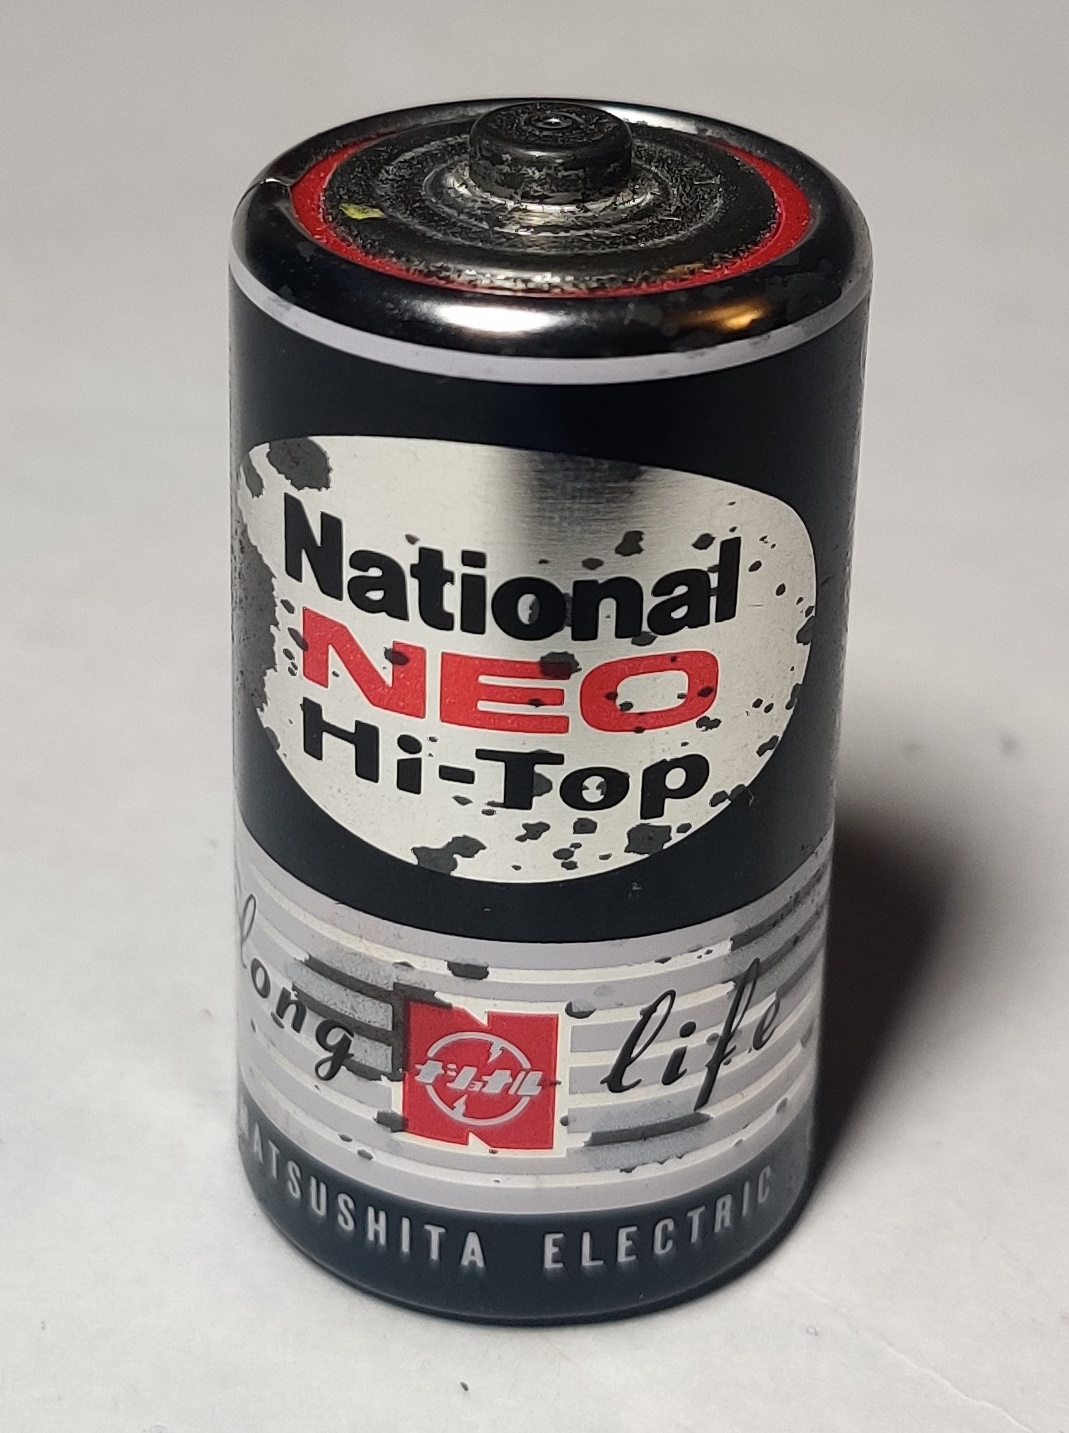 National
NEO
Hi-Top
long life
ナショナル
MATSUSHITA ELECTRIC